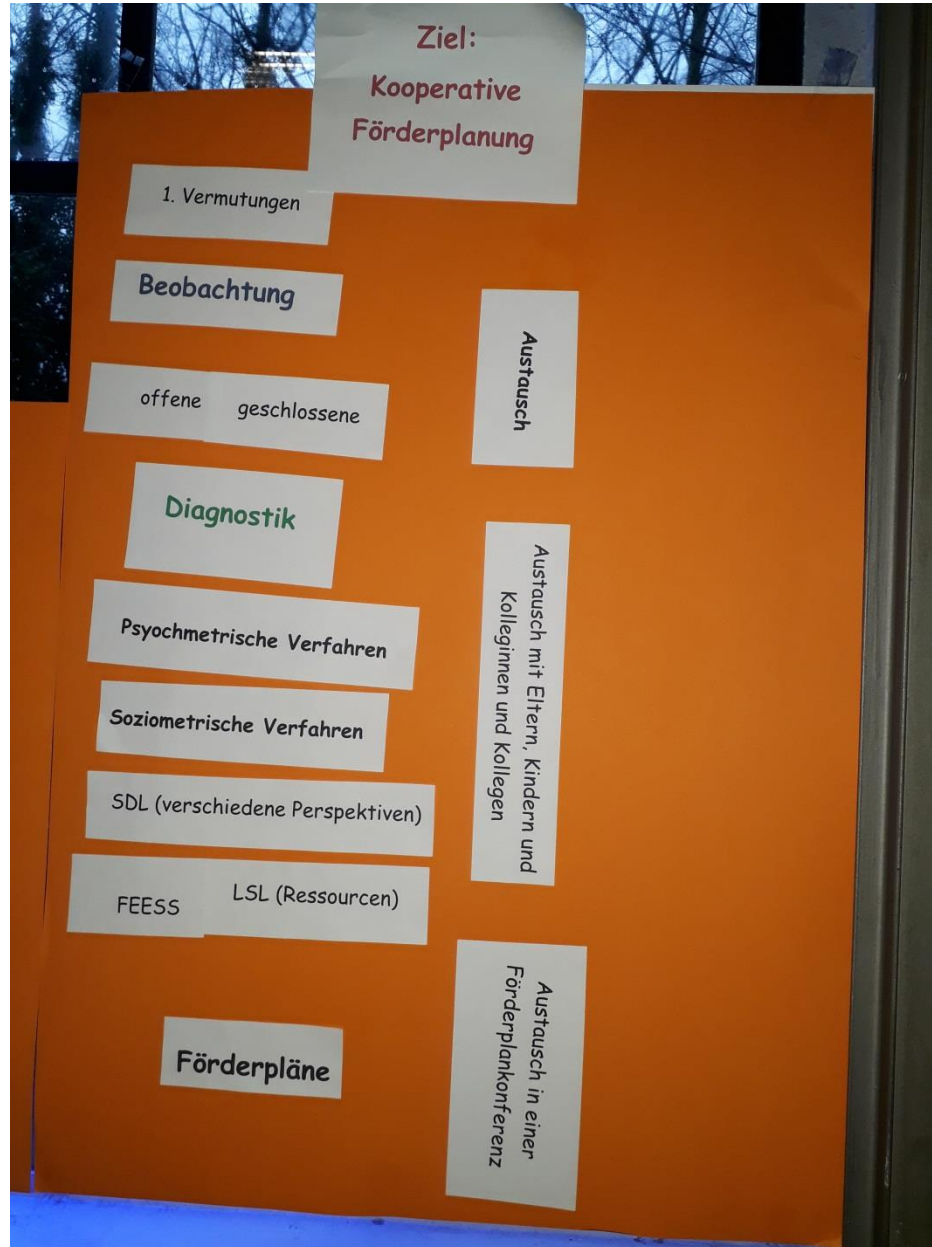 Ziel:
Kooperative
Förderplanung
1. Vermutungen
Beobachtung
offene
geschlossene
Diagnostik
Psyochmetrische Verfahren
Soziometrische Verfahren
SDL (verschiedene Perspektiven)
FEESS
LSL (Ressourcen)
Förderpläne
Austausch
Austausch mit Eltern, Kindern und
Kolleginnen und Kollegen
Austausch in einer
Förderplankonferenz